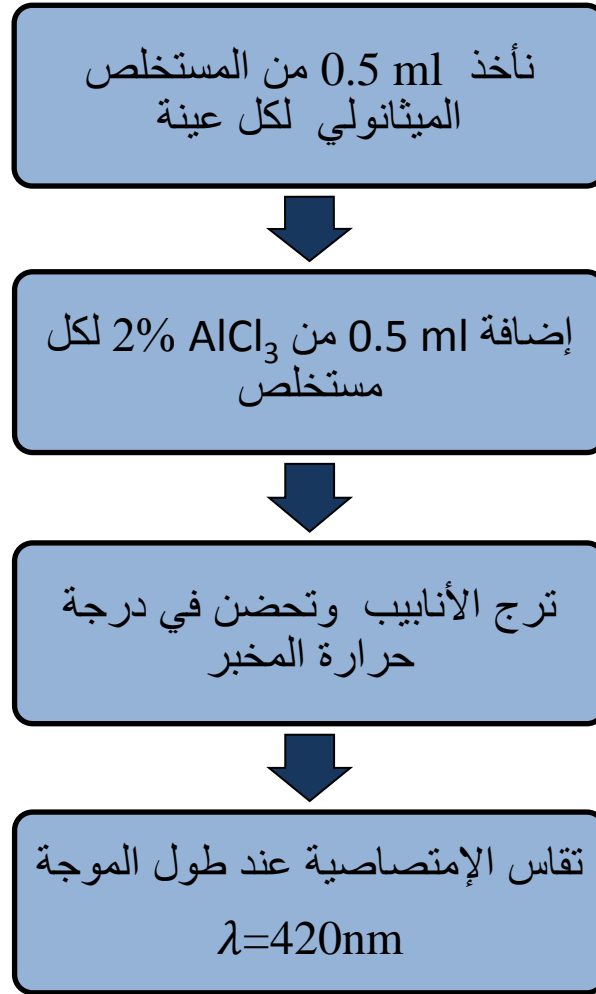 نأخذ 0.5 ml من المستخلص
الميثانولي لكل عينة
إضافة 0.5 ml من AlCl₃ 2% لكل
مستخلص
ترج الأنابيب وتحضن في درجة
حرارة المخبر
تقاس الإمتصاصية عند طول الموجة
λ=420nm